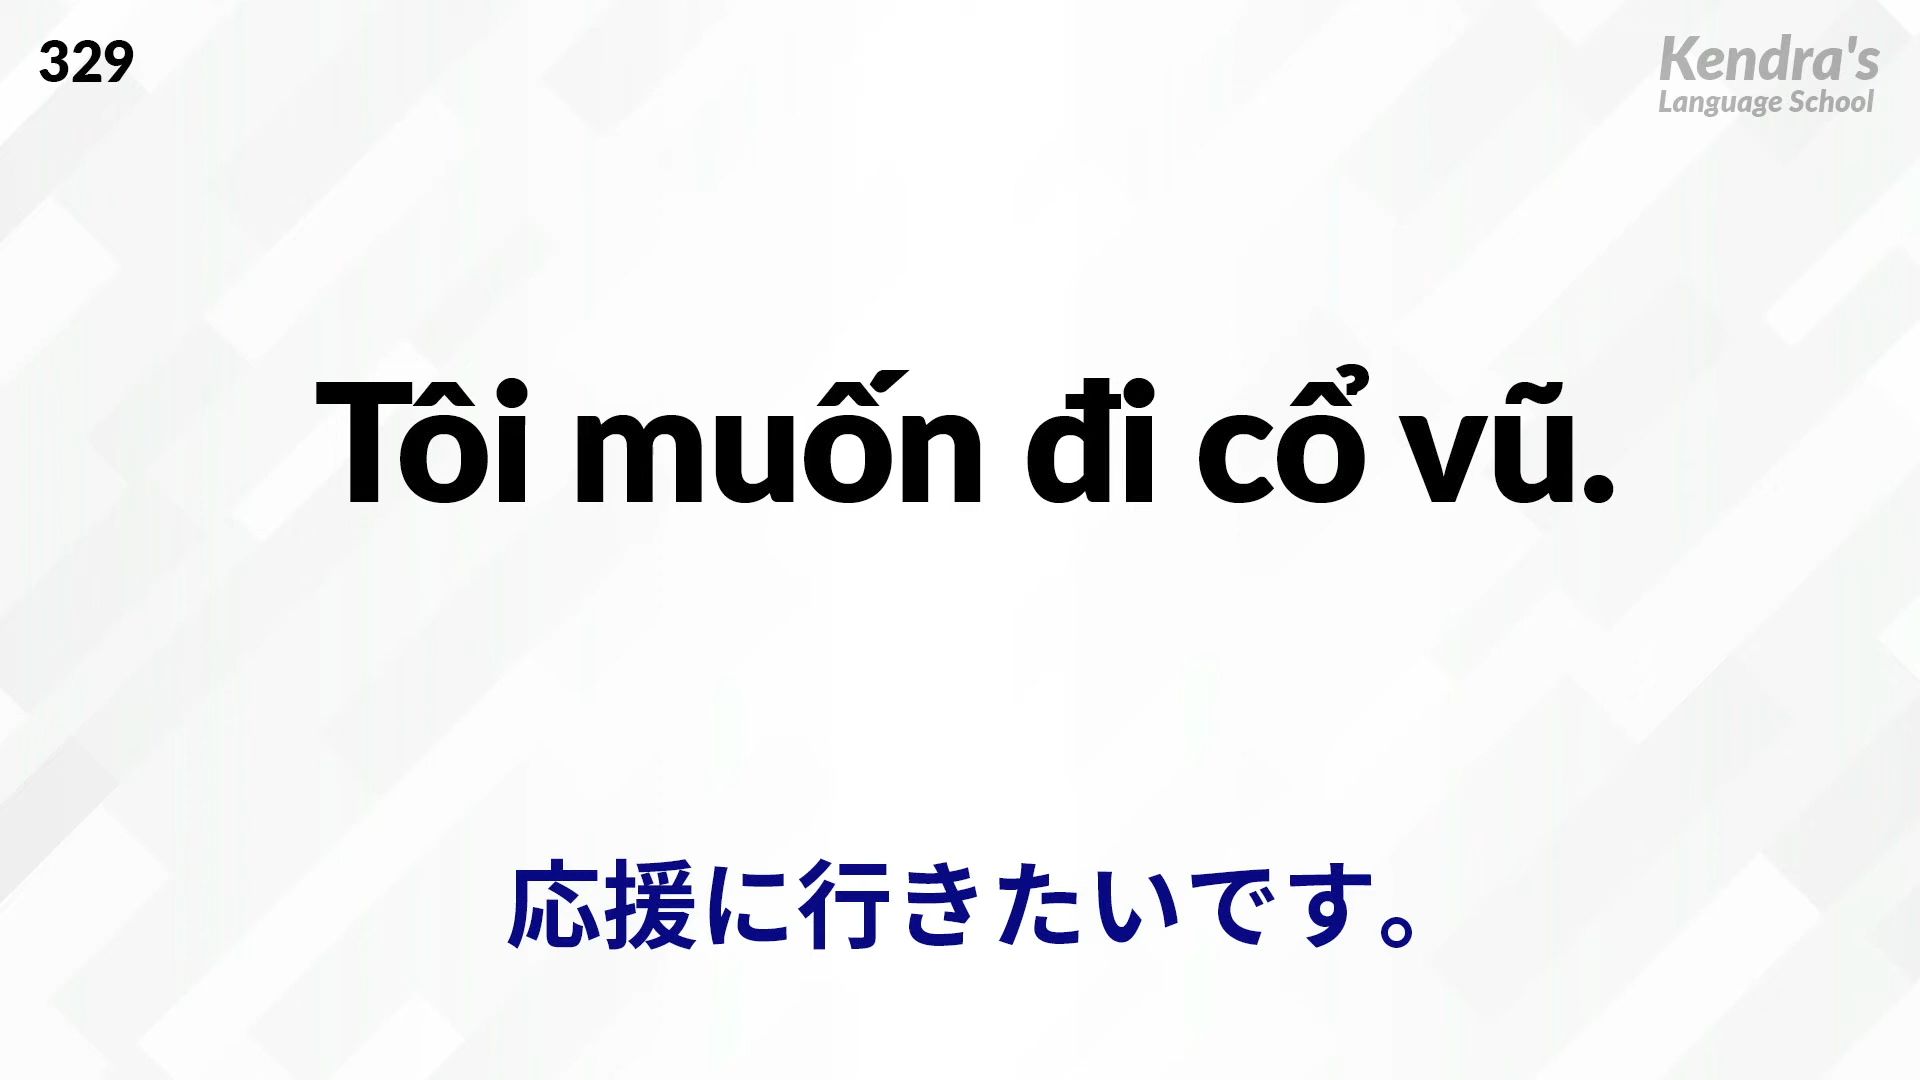 329
Kendra's
Language School
Tôi muốn đi cổ vũ.
応援に行きたいです。